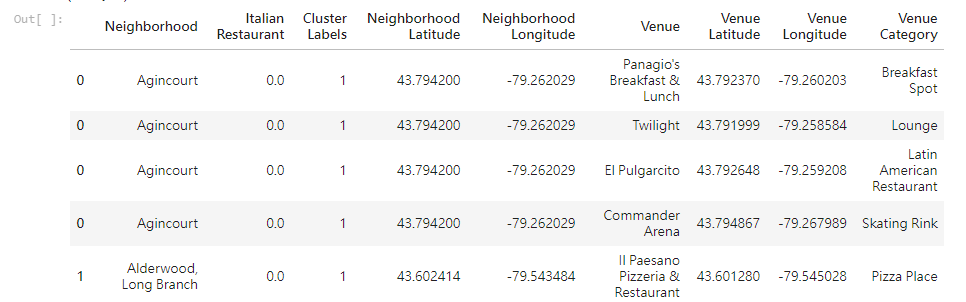 Out[ ]:
Neighborhood Italian Restaurant Cluster Labels Neighborhood Latitude Neighborhood Longitude Venue Venue Latitude Venue Longitude Venue Category
0 Agincourt 0.0 1 43.794200 -79.262029 Panagio's Breakfast & Lunch 43.792370 -79.260203 Breakfast Spot
0 Agincourt 0.0 1 43.794200 -79.262029 Twilight 43.791999 -79.258584 Lounge
0 Agincourt 0.0 1 43.794200 -79.262029 El Pulgarcito 43.792648 -79.259208 Latin American Restaurant
0 Agincourt 0.0 1 43.794200 -79.262029 Commander Arena 43.794867 -79.267989 Skating Rink
1 Alderwood, Long Branch 0.0 1 43.602414 -79.543484 Il Paesano Pizzeria & Restaurant 43.601280 -79.545028 Pizza Place